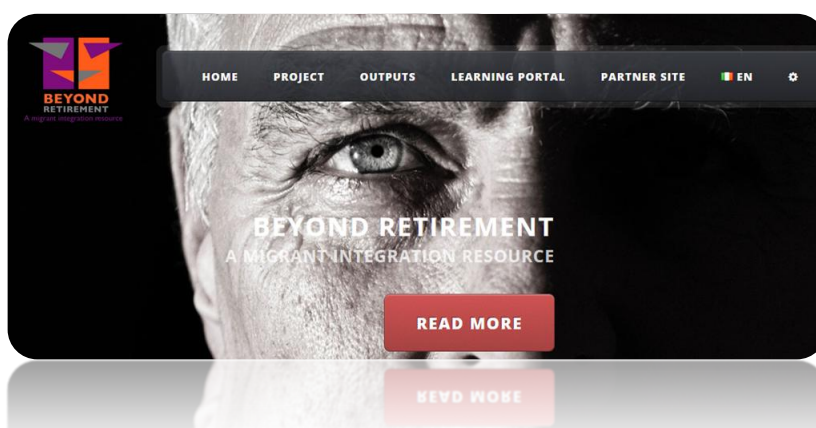 HOME PROJECT OUTPUTS LEARNING PORTAL PARTNER SITE EN
BEYOND
RETIREMENT
A migrant integration resource
BEYOND RETIREMENT
A MIGRANT INTEGRATION RESOURCE
READ MORE
READ MORE